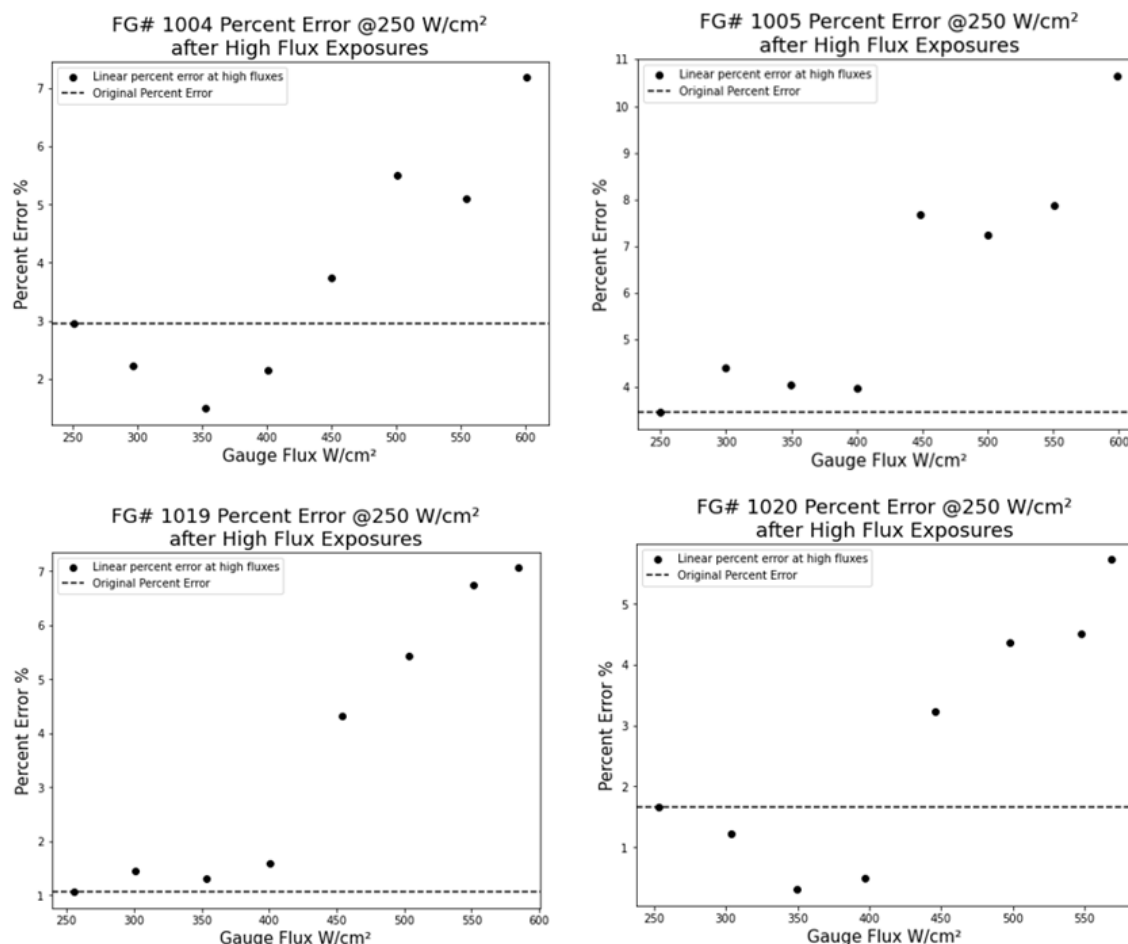 FG# 1004 Percent Error @250 W/cm²
after High Flux Exposures
Linear percent error at high fluxes
Original Percent Error
Percent Error %
7
6
5
4
3
2
250 300 350 400 450 500 550 600
Gauge Flux W/cm²
FG# 1005 Percent Error @250 W/cm²
after High Flux Exposures
Linear percent error at high fluxes
Original Percent Error
Percent Error %
11
10
9
8
7
6
5
4
250 300 350 400 450 500 550 600
Gauge Flux W/cm²
FG# 1019 Percent Error @250 W/cm²
after High Flux Exposures
Linear percent error at high fluxes
Original Percent Error
Percent Error %
7
6
5
4
3
2
1
250 300 350 400 450 500 550 600
Gauge Flux W/cm²
FG# 1020 Percent Error @250 W/cm²
after High Flux Exposures
Linear percent error at high fluxes
Original Percent Error
Percent Error %
5
4
3
2
1
250 300 350 400 450 500 550
Gauge Flux W/cm²